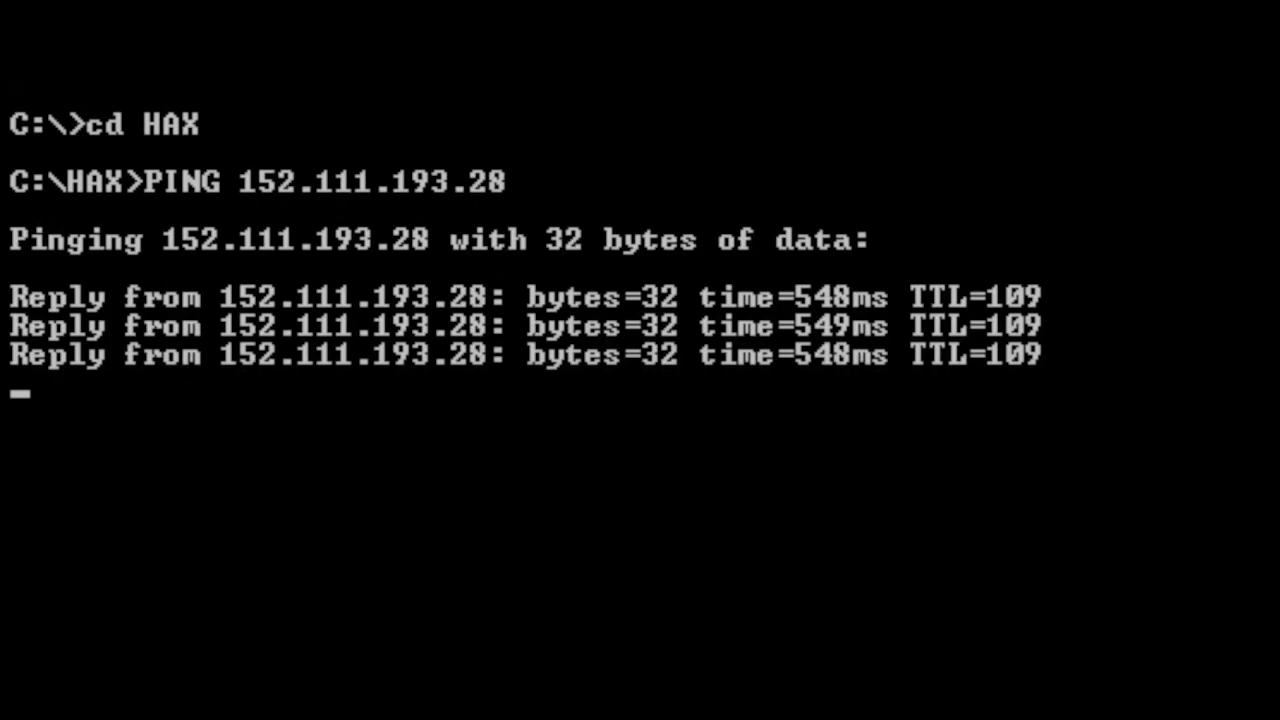 C:\>cd HAX
C:\HAX>PING 152.111.193.28
Pinging 152.111.193.28 with 32 bytes of data:
Reply from 152.111.193.28: bytes=32 time=548ms TTL=109
Reply from 152.111.193.28: bytes=32 time=549ms TTL=109
Reply from 152.111.193.28: bytes=32 time=548ms TTL=109